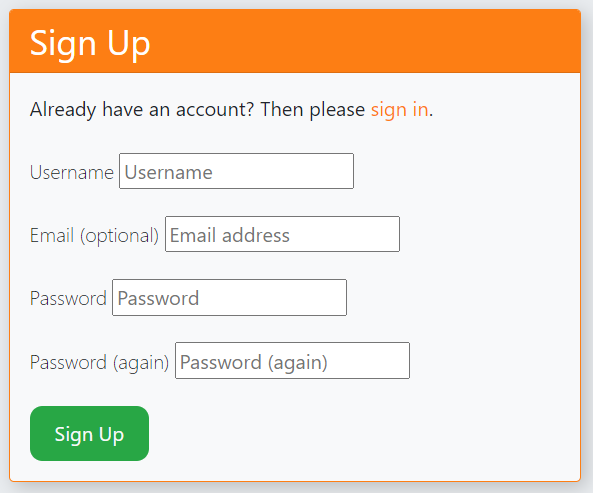 Sign Up
Already have an account? Then please sign in.
Username Username
Email (optional) Email address
Password Password
Password (again) Password (again)
Sign Up